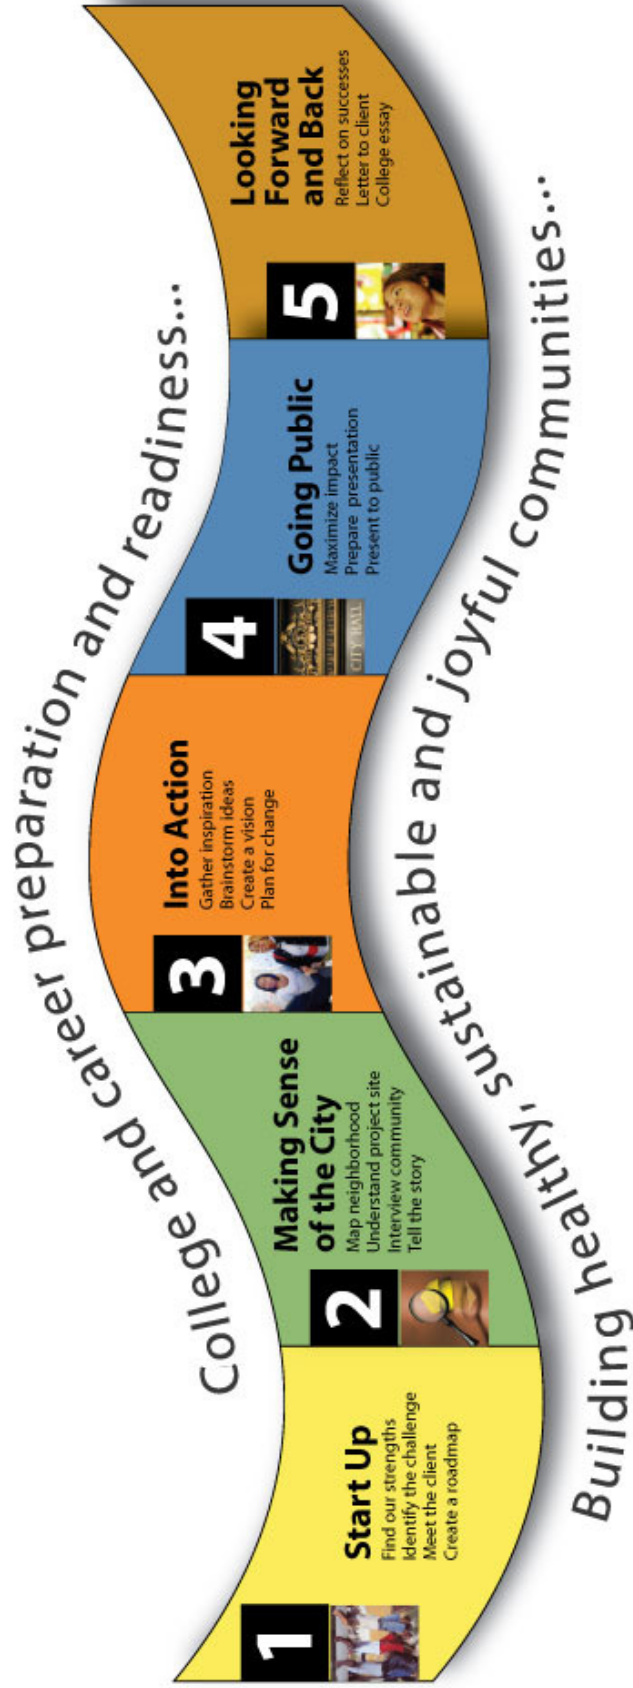 College and career preparation and readiness...
1
Start Up
Find our strengths
Identify the challenge
Meet the client
Create a roadmap
2
Making Sense
of the City
Map neighborhood
Understand project site
Interview community
Tell the story
3
Into Action
Gather inspiration
Brainstorm ideas
Create a vision
Plan for change
4
CITY HALL
Going Public
Maximize impact
Prepare presentation
Present to public
5
Looking
Forward
and Back
Reflect on successes
Letter to client
College essay
Building healthy, sustainable and joyful communities...